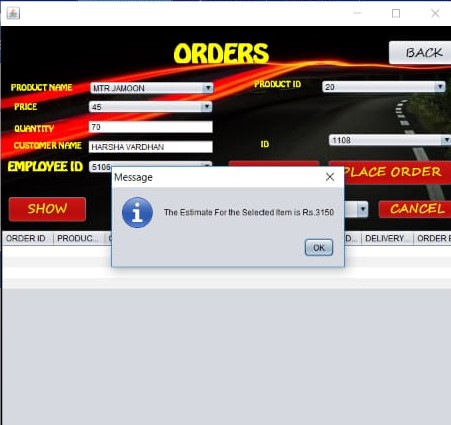 ORDERS
BACK
PRODUCT NAME MTR JAMOON PRODUCT ID 20
PRICE 45
QUANTITY 70
CUSTOMER NAME HARSHA VARDHAN ID 1108
EMPLOYEE ID 5106
PLACE ORDER
Message
The Estimate For the Selected Item is Rs.3150
OK
SHOW
CANCEL
ORDER ID PRODUC... D... DELIVERY... ORDER